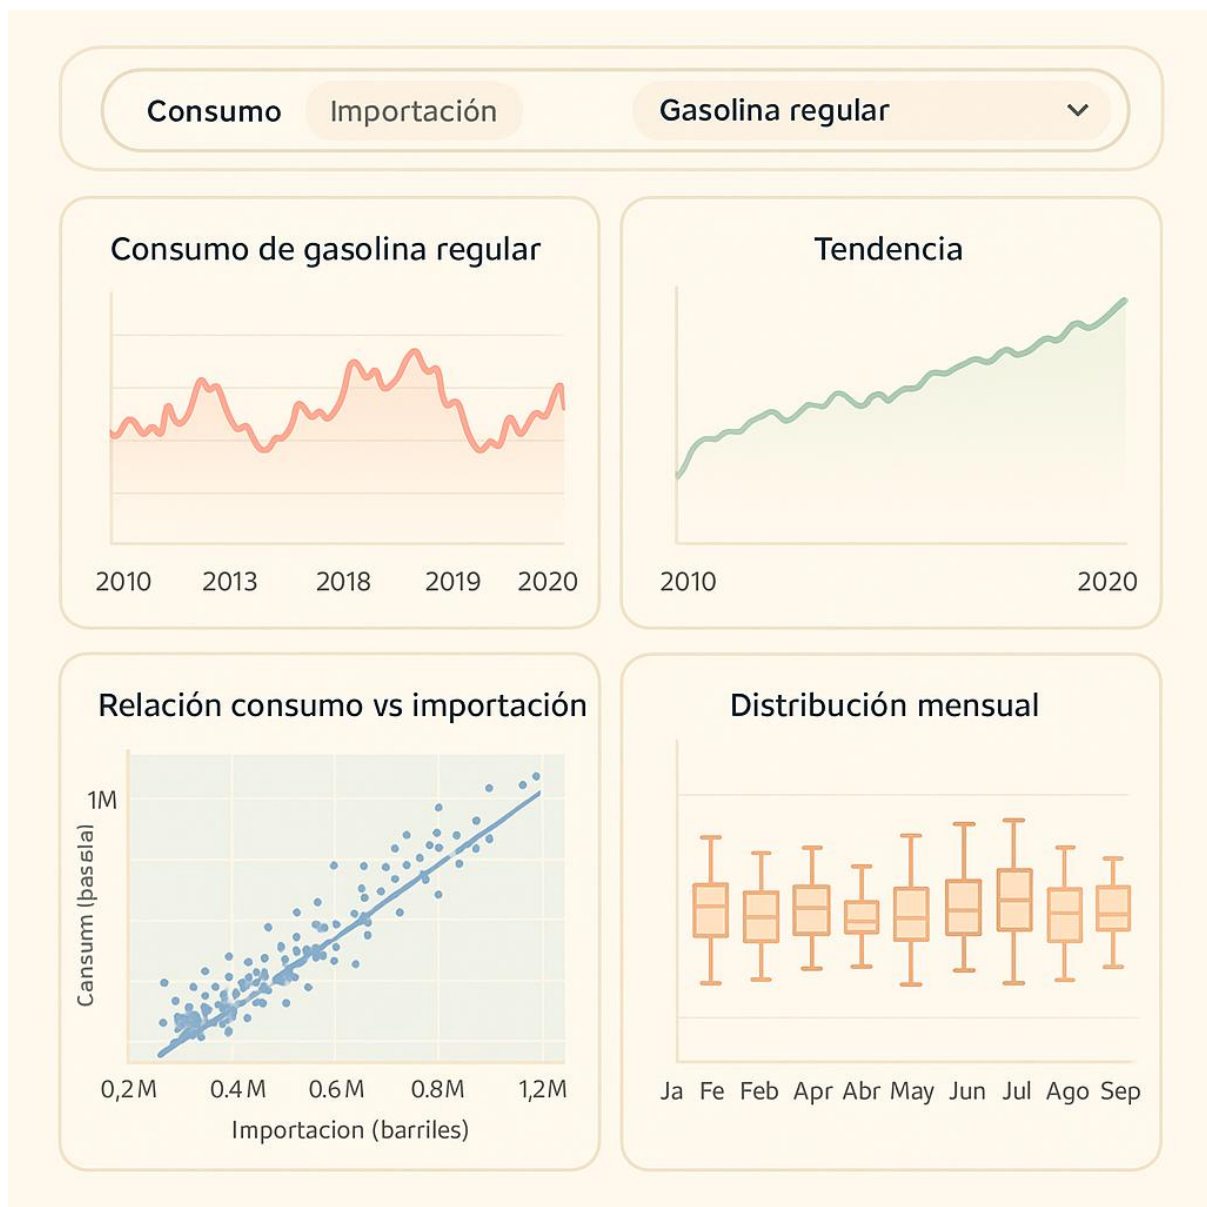 Consumo Importación Gasolina regular
Consumo de gasolina regular
2010 2013 2018 2019 2020
Tendencia
2010 2020
Relación consumo vs importación
1M
Cansumm
0,2M 0.4M 0.6M 0.8M 1,2M
Importacion (barriles)
Distribución mensual
Ja Fe Feb Apr Abr May Jun Jul Ago Sep